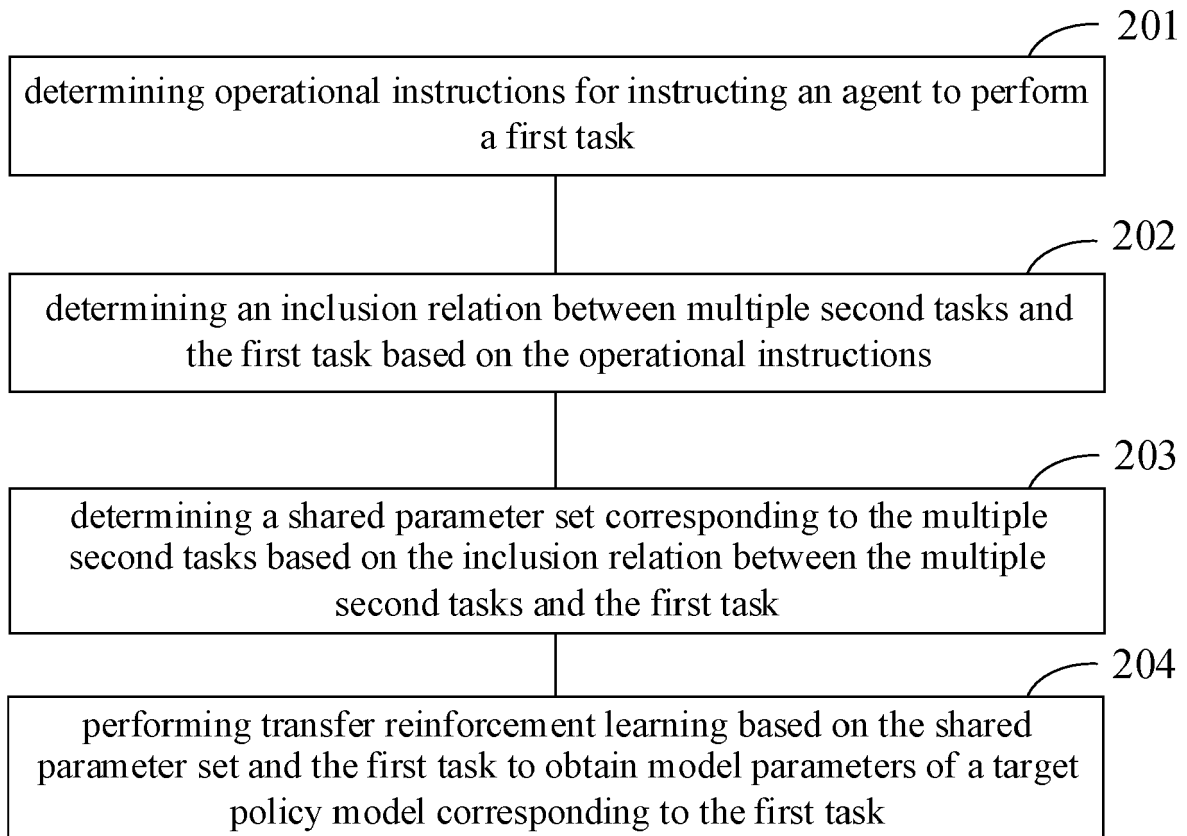 201
determining operational instructions for instructing an agent to perform
a first task
202
determining an inclusion relation between multiple second tasks and
the first task based on the operational instructions
203
determining a shared parameter set corresponding to the multiple
second tasks based on the inclusion relation between the multiple
second tasks and the first task
204
performing transfer reinforcement learning based on the shared
parameter set and the first task to obtain model parameters of a target
policy model corresponding to the first task